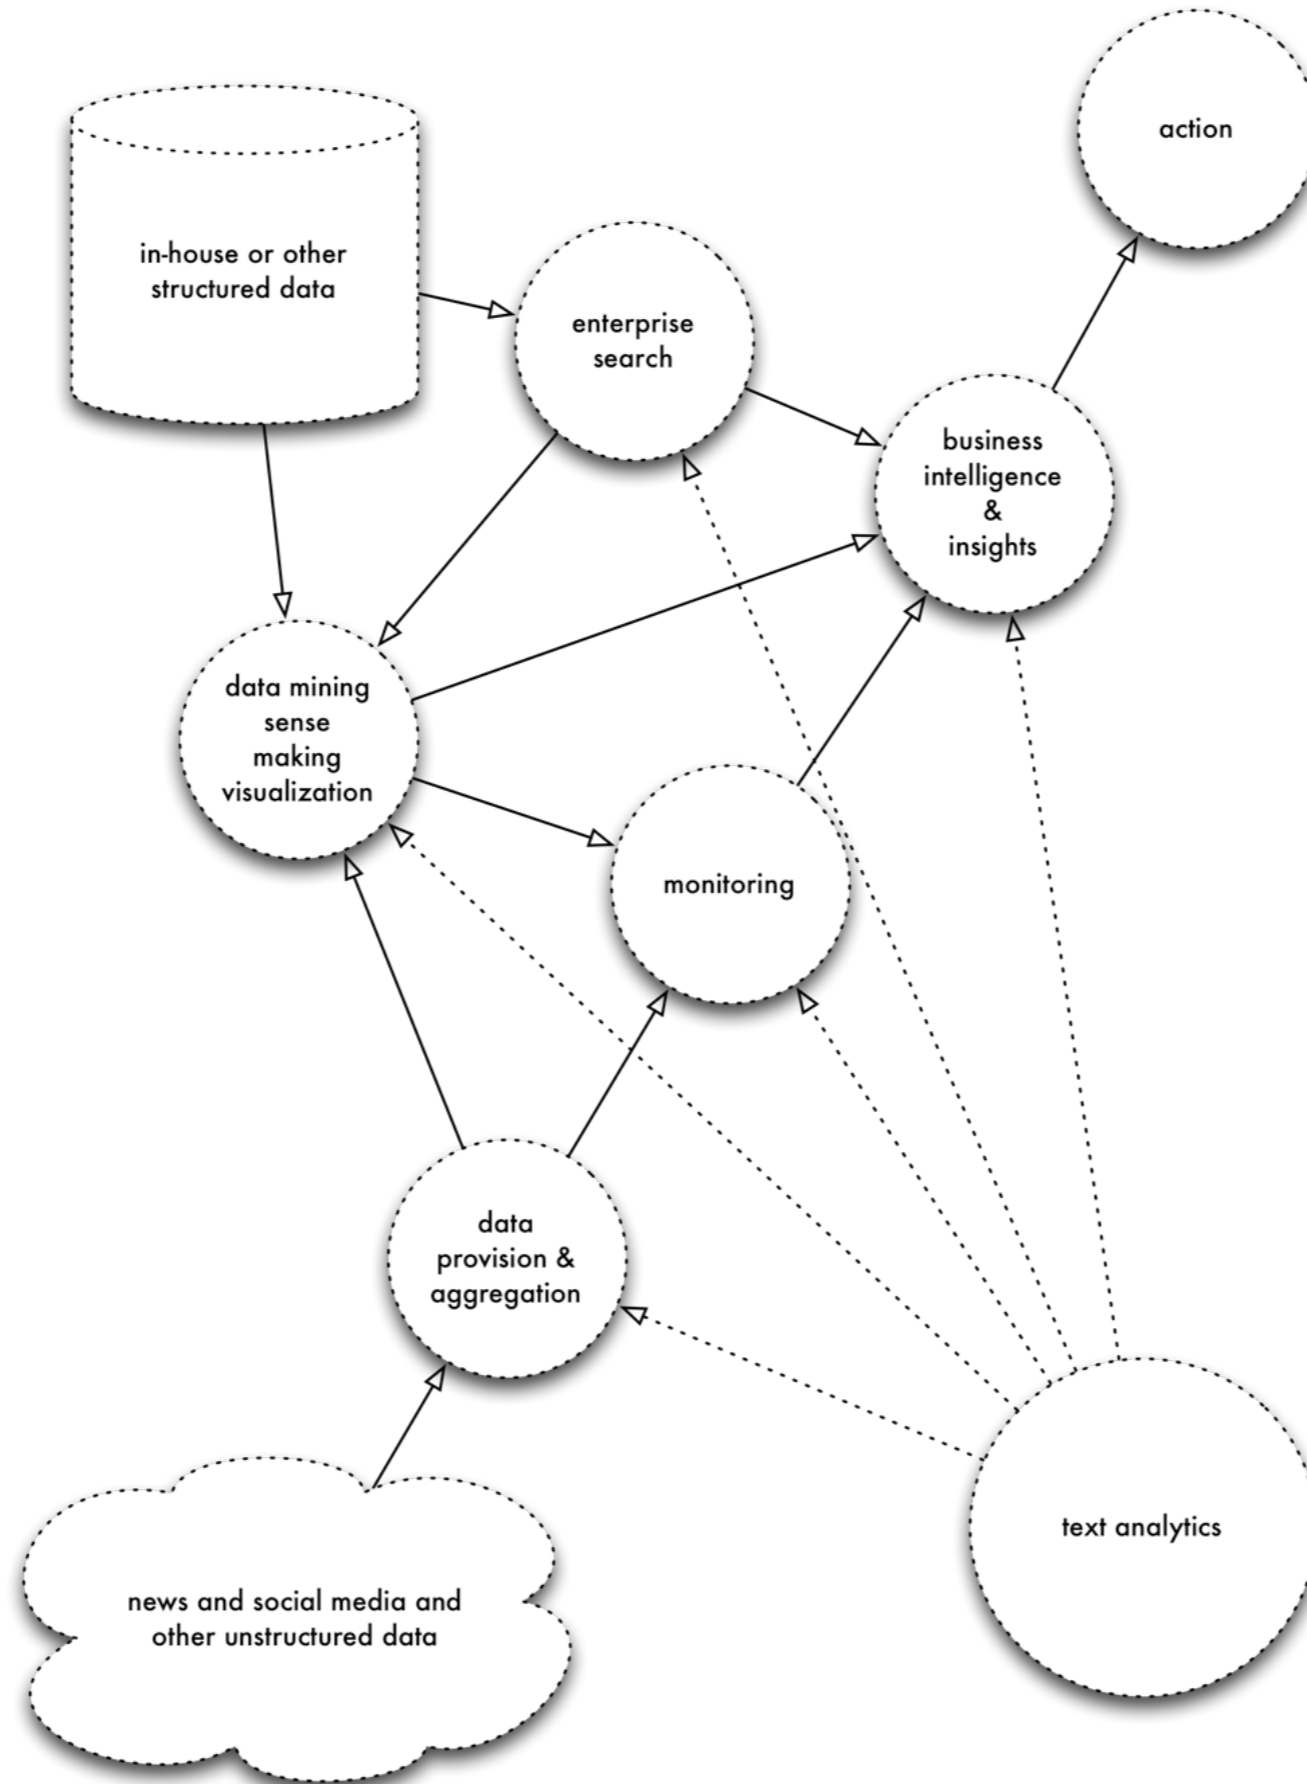 action
in-house or other
structured data
enterprise
search
business
intelligence
&
insights
data mining
sense
making
visualization
monitoring
data
provision &
aggregation
text analytics
news and social media and
other unstructured data